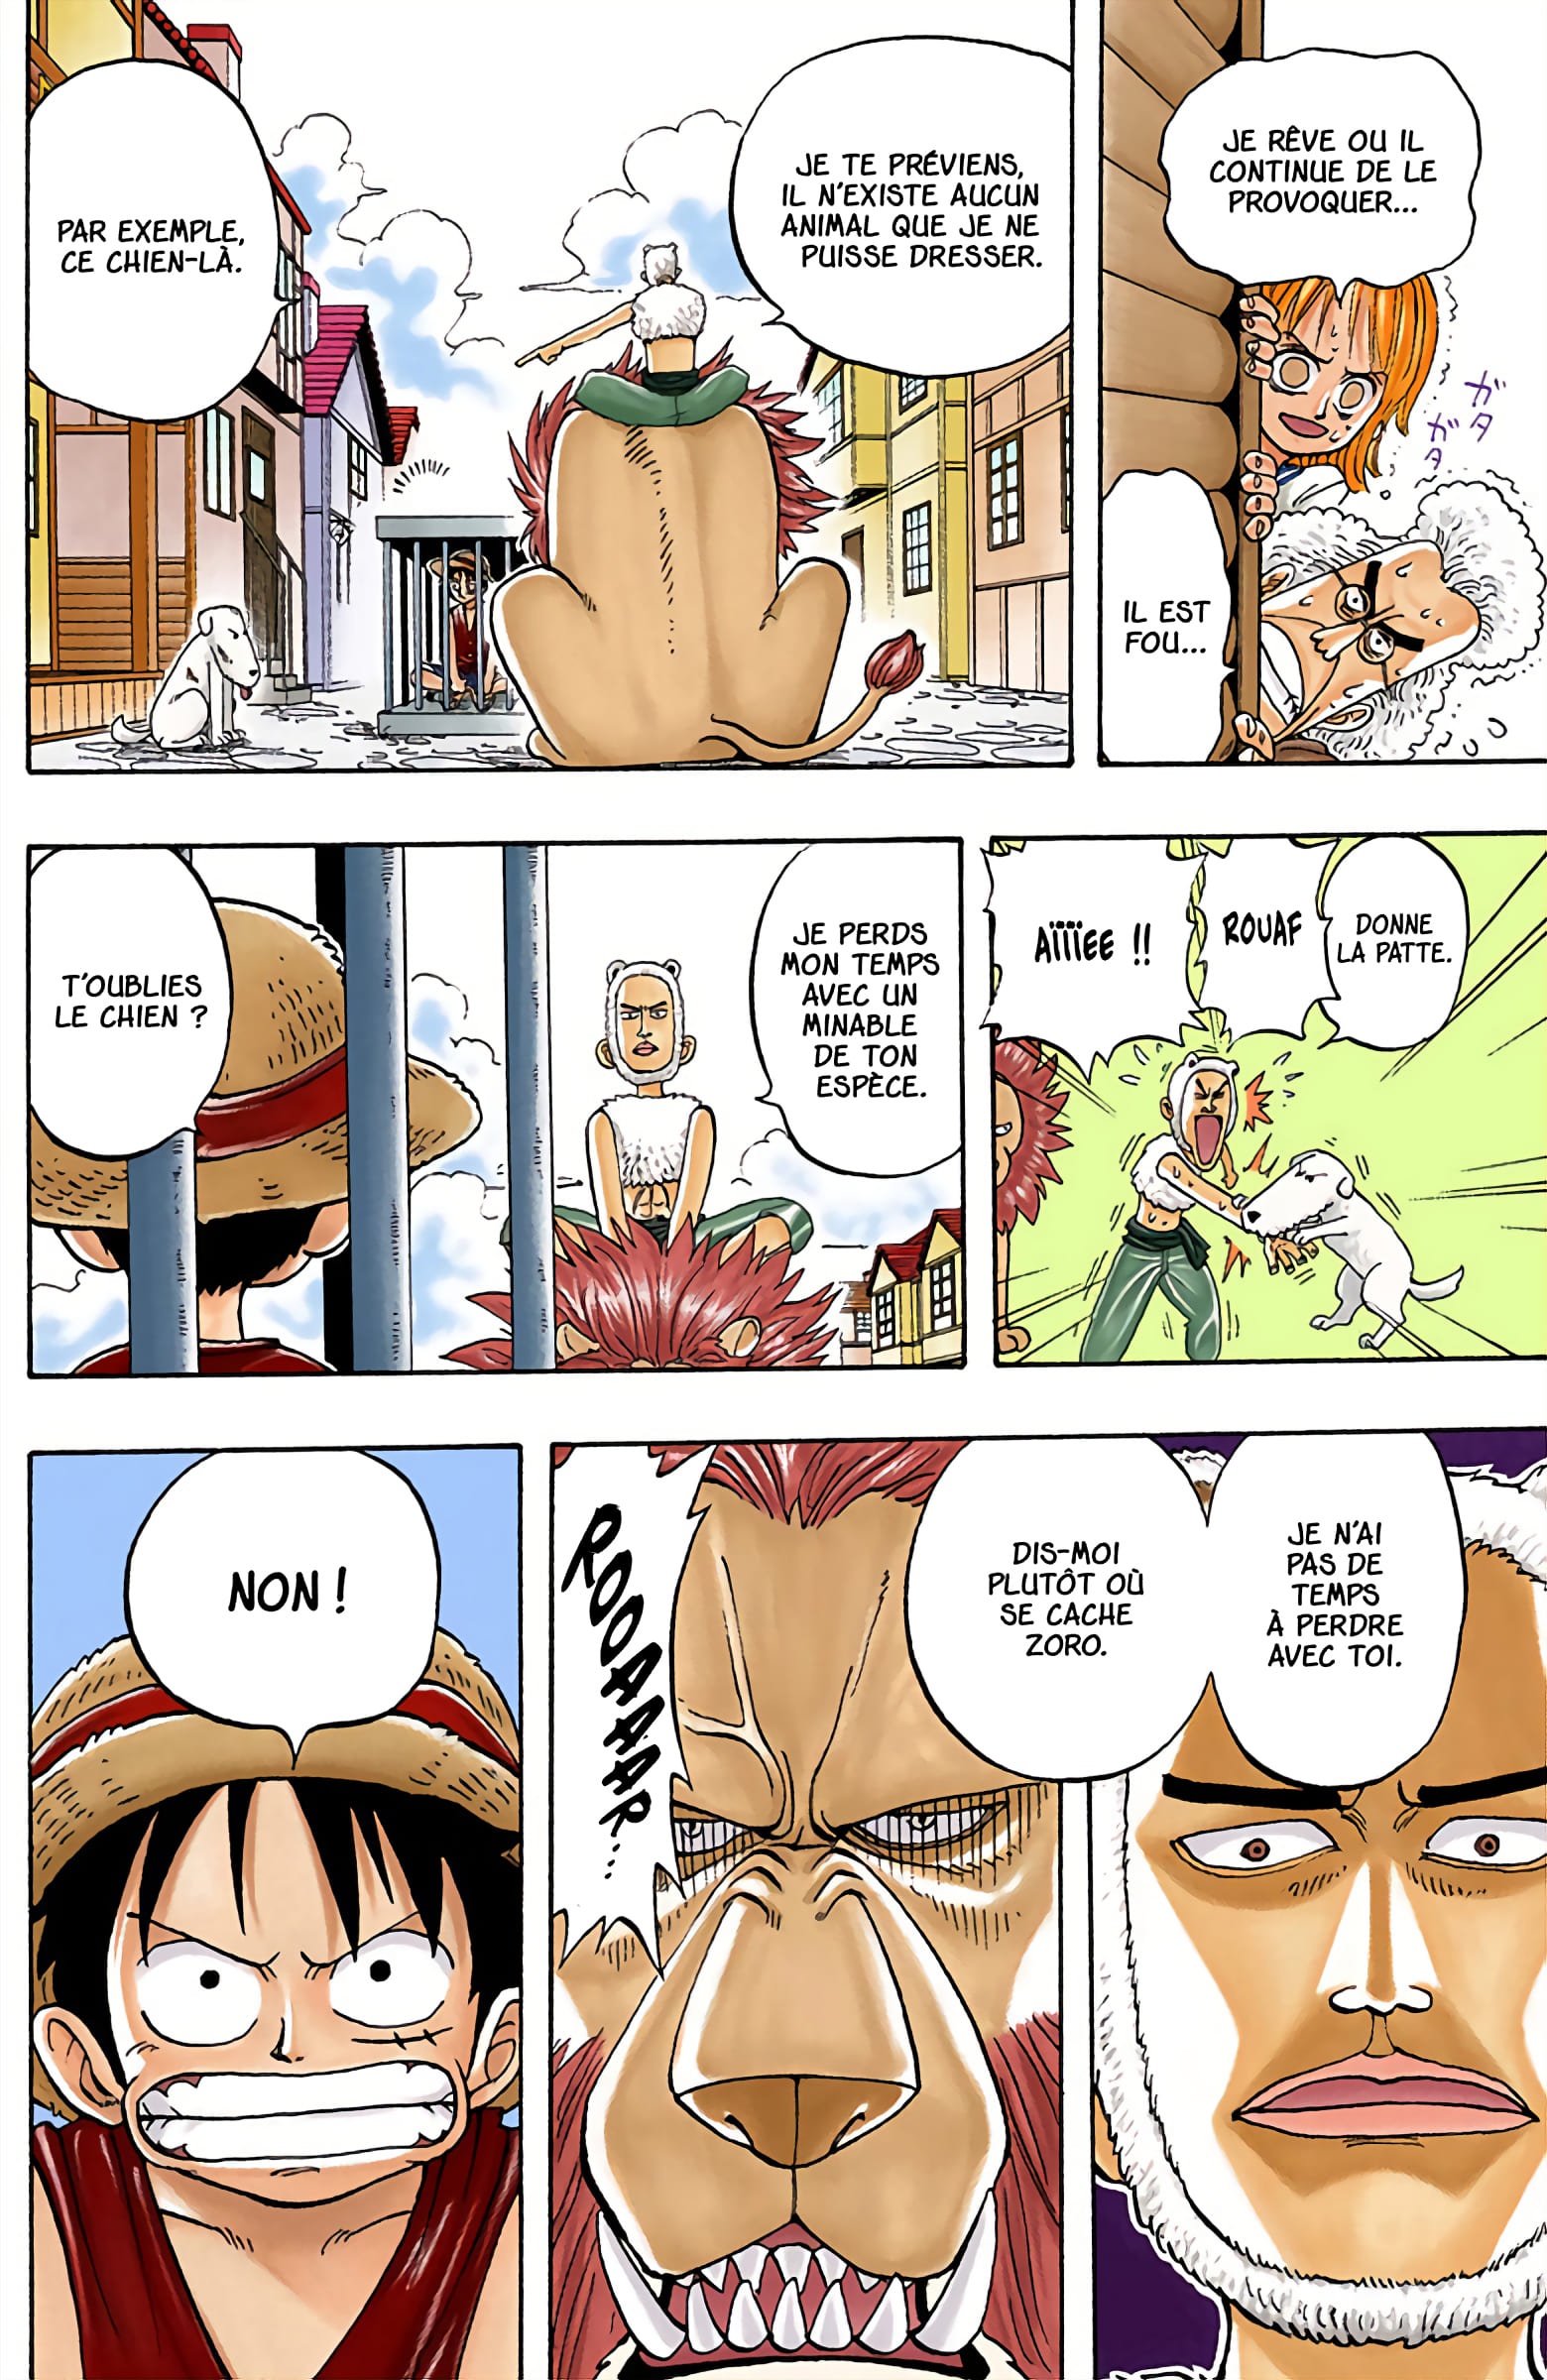 JE RÊVE OU IL
CONTINUE DE LE
PROVOQUER...
ガタ
ガタ
IL EST
FOU...
JE TE PRÉVIENS,
IL N'EXISTE AUCUN
ANIMAL QUE JE NE
PUISSE DRESSER.
PAR EXEMPLE,
CE CHIEN-LÀ.
DONNE
LA PATTE.
ROUAF
AÏÏÏEE !!
JE PERDS
MON TEMPS
AVEC UN
MINABLE
DE TON
ESPÈCE.
T'OUBLIES
LE CHIEN ?
JE N'AI
PAS DE
TEMPS
À PERDRE
AVEC TOI.
DIS-MOI
PLUTÔT OÙ
SE CACHE
ZORO.
ROOAAAR...
NON !